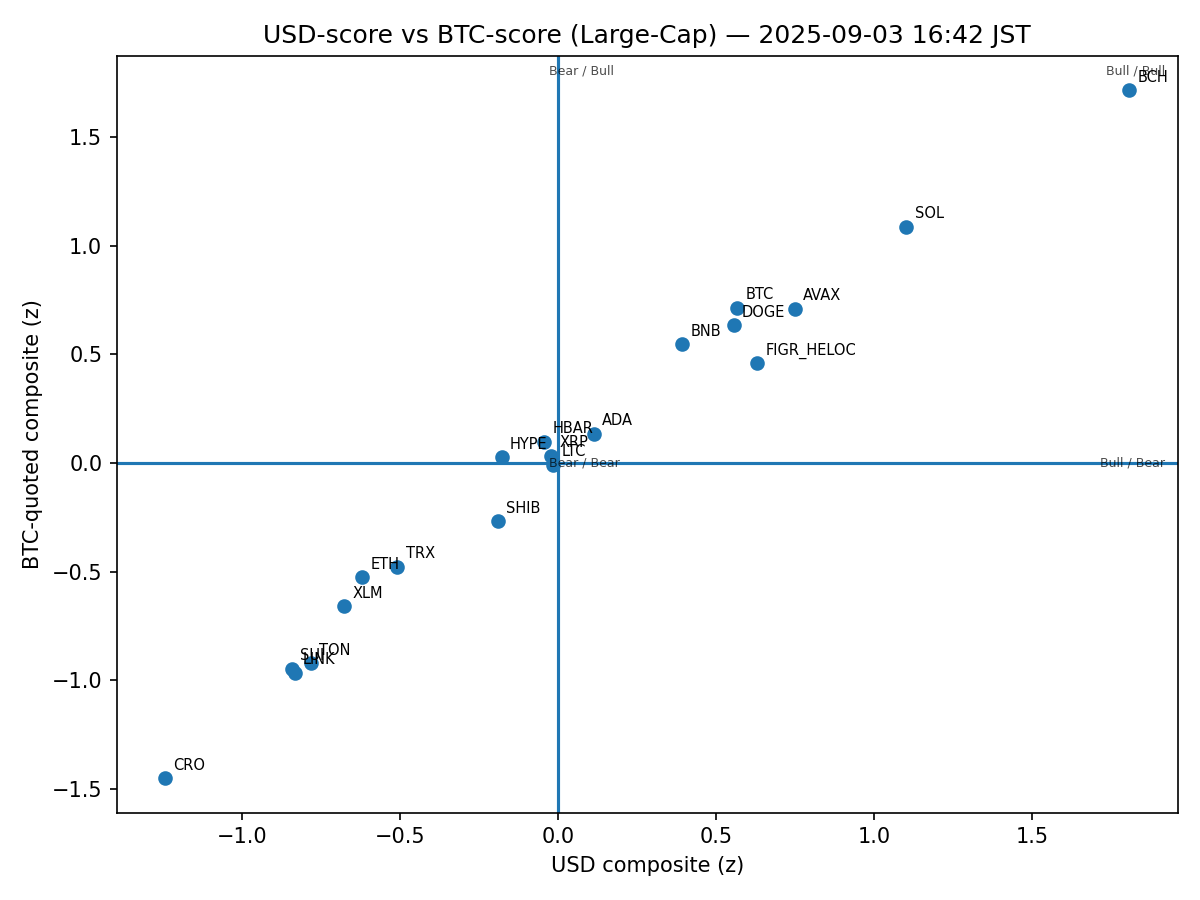 USD-score vs BTC-score (Large-Cap) — 2025-09-03 16:42 JST
Bear / Bull
Bull / Bull
BCH
1.5
SOL
1.0
BTC
AVAX
DOGE
BNB
FIGR_HELOC
0.5
ADA
HBAR
XRP
HYPE
LTC
0.0
Bear / Bear
Bull / Bear
SHIB
TRX
−0.5
ETH
XLM
TON
SUI
LINK
−1.0
CRO
−1.5
−1.0
−0.5
0.0
0.5
1.0
1.5
USD composite (z)
BTC-quoted composite (z)